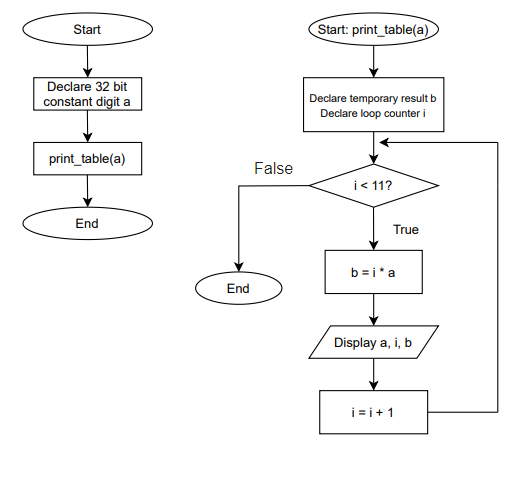 Start
Declare 32 bit
constant digit a
print_table(a)
End
Start: print_table(a)
Declare temporary result b
Declare loop counter i
i < 11?
False
True
End
b = i * a
Display a, i, b
i = i + 1